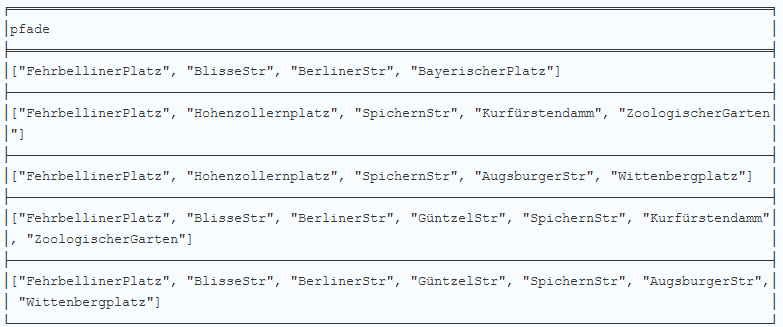 pfade
["FehrbellinerPlatz", "BlisseStr", "BerlinerStr", "BayerischerPlatz"]
["FehrbellinerPlatz", "Hohenzollernplatz", "SpichernStr", "Kurfürstendamm", "ZoologischerGarten
"]
["FehrbellinerPlatz", "Hohenzollernplatz", "SpichernStr", "AugsburgerStr", "Wittenbergplatz"]
["FehrbellinerPlatz", "BlisseStr", "BerlinerStr", "GüntzelStr", "SpichernStr", "Kurfürstendamm"
, "ZoologischerGarten"]
["FehrbellinerPlatz", "BlisseStr", "BerlinerStr", "GüntzelStr", "SpichernStr", "AugsburgerStr",
"Wittenbergplatz"]